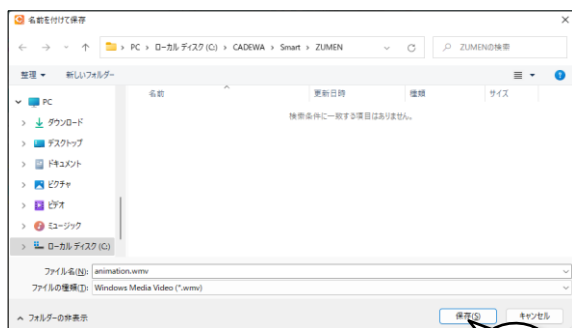 名前を付けて保存
PC › ローカル ディスク (C:) › CADEWA › Smart › ZUMEN
ZUMENの検索
整理 新しいフォルダー
名前 更新日時 種類 サイズ
検索条件に一致する項目はありません。
PC
ダウンロード
デスクトップ
ドキュメント
ピクチャ
ビデオ
ミュージック
ローカル ディスク (C:)
ファイル名(N): animation.wmv
ファイルの種類(T): Windows Media Video (*.wmv)
フォルダーの非表示
保存(S) キャンセル